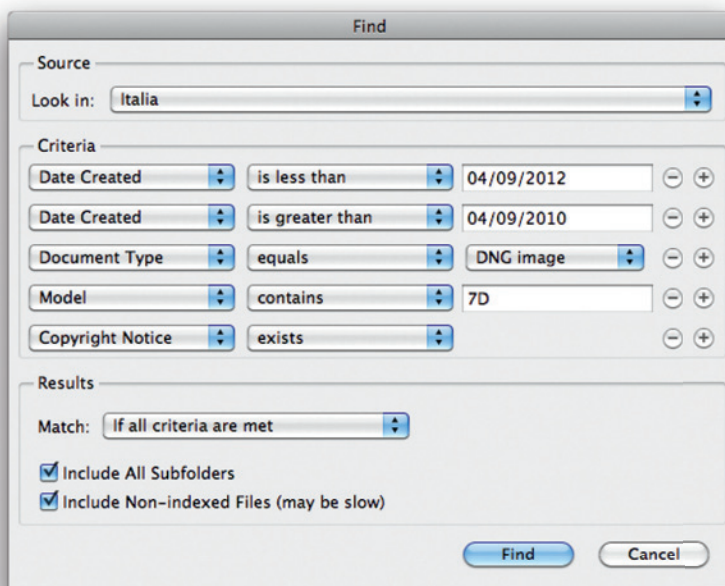 Find
Source
Look in: Italia
Criteria
Date Created is less than 04/09/2012
Date Created is greater than 04/09/2010
Document Type equals DNG image
Model contains 7D
Copyright Notice exists
Results
Match: If all criteria are met
Include All Subfolders
Include Non-indexed Files (may be slow)
Find Cancel